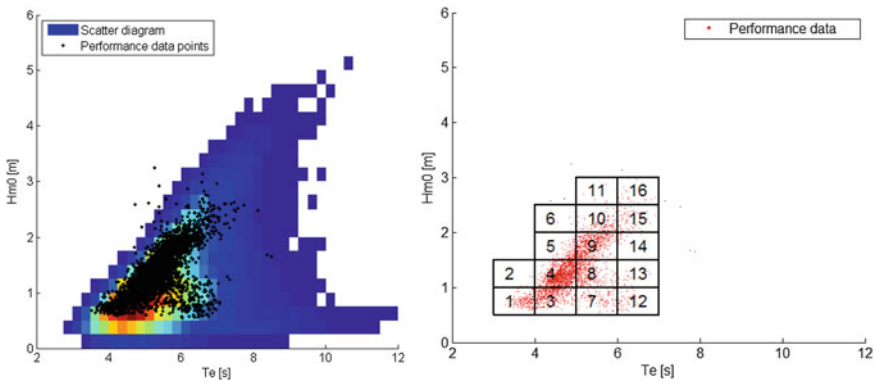 Scatter diagram
Performance data points
6
5
4
3
2
1
0
Hm0 [m]
2 4 6 8 10 12
Te [s]
Performance data
6
5
4
3
2
1
0
Hm0 [m]
11 16
6 10 15
5 9 14
2 4 8 13
1 3 7 12
2 4 6 8 10 12
Te [s]